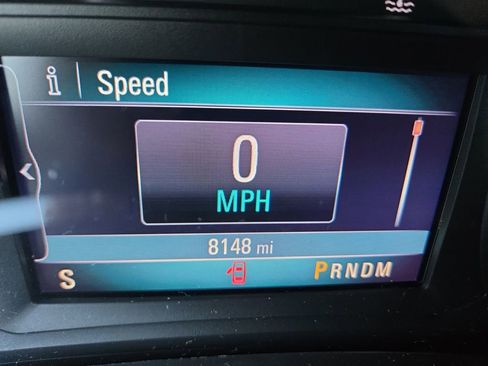 i Speed
0
MPH
8148 mi
S PRNDM